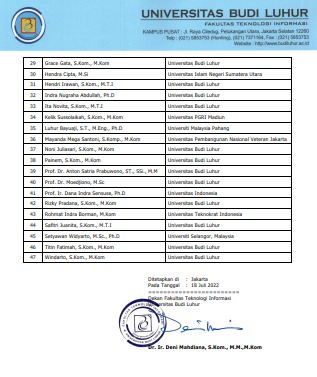 UNIVERSITAS BUDI LUHUR
FAKULTAS TEKNOLOGI INFORMASI
KAMPUS PUSAT : Jl. Raya Ciledug, Petukangan Utara, Jakarta Selatan 12260
Telp : (021) 5853753 (Hunting), (021) 7371164, Fax : (021) 5853753
Website : http://www.budiluhur.ac.id
29 Grace Gata, S.Kom., M.Kom Universitas Budi Luhur
30 Hendra Cipta, M.Si Universitas Islam Negeri Sumatera Utara
31 Hendri Irawan, S.Kom., M.T.I Universitas Budi Luhur
32 Indra Nugraha Abdullah, Ph.D Universitas Budi Luhur
33 Ita Novita, S.Kom., M.T.I Universitas Budi Luhur
34 Kelik Sussolaikah, S.Kom., M.Kom Universitas PGRI Madiun
35 Luhur Bayuaji, S.T., M.Eng., Ph.D Universiti Malaysia Pahang
36 Mayanda Mega Santoni, S.Komp., M.Kom Universitas Pembangunan Nasional Veteran Jakarta
37 Noni Juliasari, S.Kom., M.Kom Universitas Budi Luhur
38 Painem, S.Kom., M.Kom Universitas Budi Luhur
39 Prof. Dr. Anton Satria Prabuwono, ST., SSi., M.M Universitas Budi Luhur
40 Prof. Dr. Moedjiono, M.Sc Universitas Budi Luhur
41 Prof. Ir. Dana Indra Sensuse, Ph.D Universitas Indonesia
42 Rizky Pradana, S.Kom., M.Kom Universitas Budi Luhur
43 Rohmat Indra Borman, M.Kom Universitas Teknokrat Indonesia
44 Safitri Juanita, S.Kom., M.T.I Universitas Budi Luhur
45 Setyawan Widyarto, M.Sc., Ph.D Universiti Selangor, Malaysia
46 Titin Fatimah, S.Kom., M.Kom Universitas Budi Luhur
47 Windarto, S.Kom., M.Kom Universitas Budi Luhur
Ditetapkan di : Jakarta
Pada Tanggal : 18 Juli 2022
Dekan Fakultas Teknologi Informasi
Universitas Budi Luhur
Dr. Ir. Deni Mahdiana, S.Kom., M.M.,M.Kom